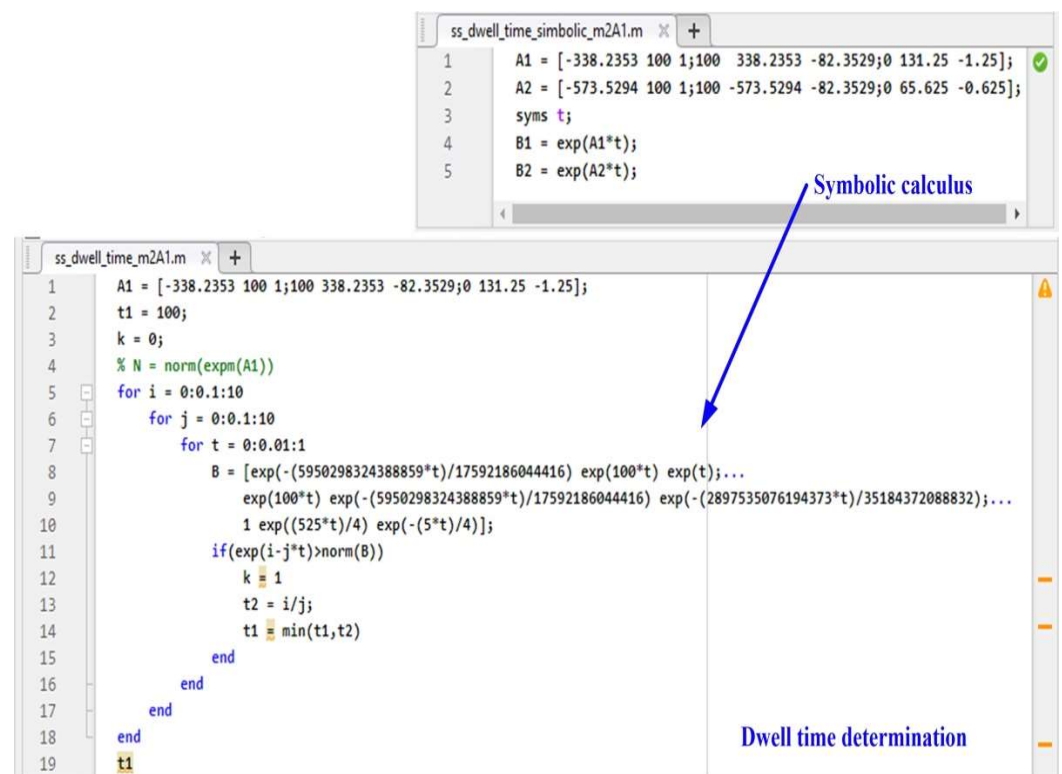 ss_dwell_time_simbolic_m2A1.m
1 A1 = [-338.2353 100 1;100 338.2353 -82.3529;0 131.25 -1.25];
2 A2 = [-573.5294 100 1;100 -573.5294 -82.3529;0 65.625 -0.625];
3 syms t;
4 B1 = exp(A1*t);
5 B2 = exp(A2*t);
Symbolic calculus
ss_dwell_time_m2A1.m
1 A1 = [-338.2353 100 1;100 338.2353 -82.3529;0 131.25 -1.25];
2 t1 = 100;
3 k = 0;
4 % N = norm(expm(A1))
5 for i = 0:0.1:10
6 for j = 0:0.1:10
7 for t = 0:0.01:1
8 B = [exp(-(5950298324388859*t)/17592186044416) exp(100*t) exp(t);...
9 exp(100*t) exp(-(5950298324388859*t)/17592186044416) exp(-(2897535076194373*t)/35184372088832);...
10 1 exp((525*t)/4) exp(-(5*t)/4)];
11 if(exp(i-j*t)>norm(B))
12 k = 1
13 t2 = i/j;
14 t1 = min(t1,t2)
15 end
16 end
17 end
18 end
Dwell time determination
19 t1